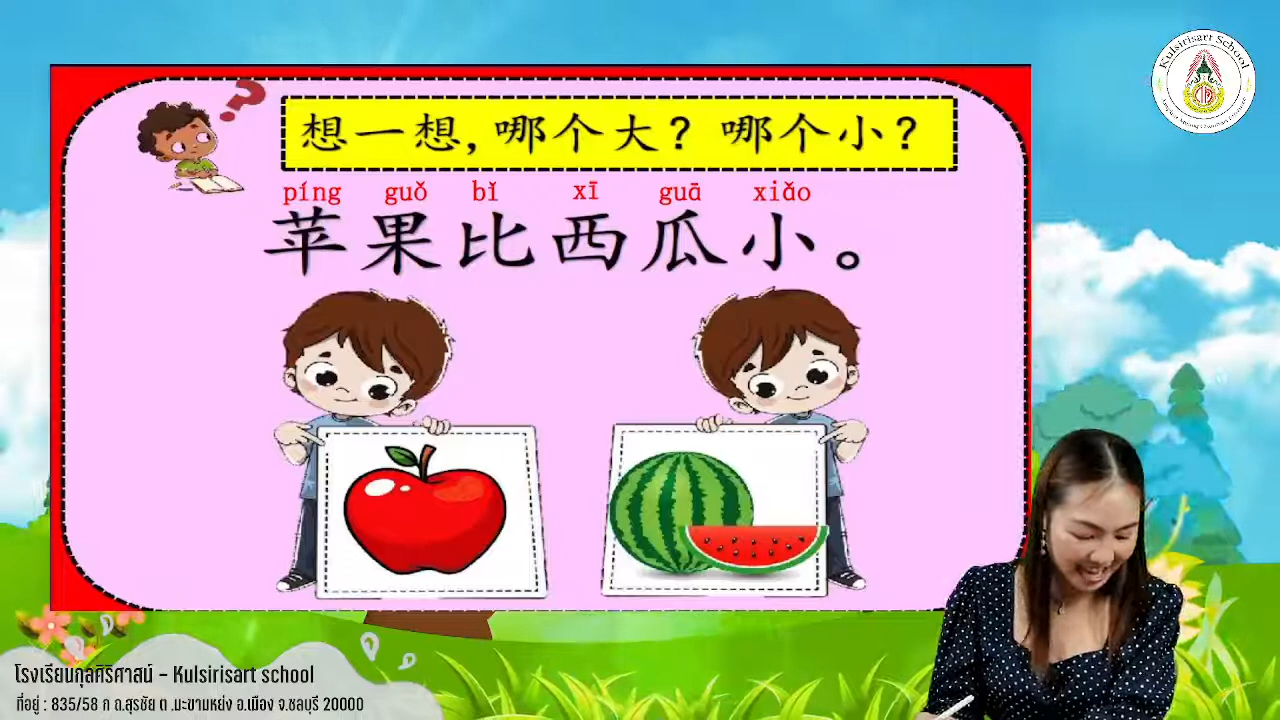 Kulsirisart School
想一想,哪个大?哪个小?
píng guǒ bǐ xī guā xiǎo
苹果比西瓜小。
โรงเรียนกุลศิริศาสน์ - Kulsirisart school
ที่อยู่ : 835/58 ก ถ.สุรชัย ต .มะขามหย่ง อ.เมือง จ.ชลบุรี 20000